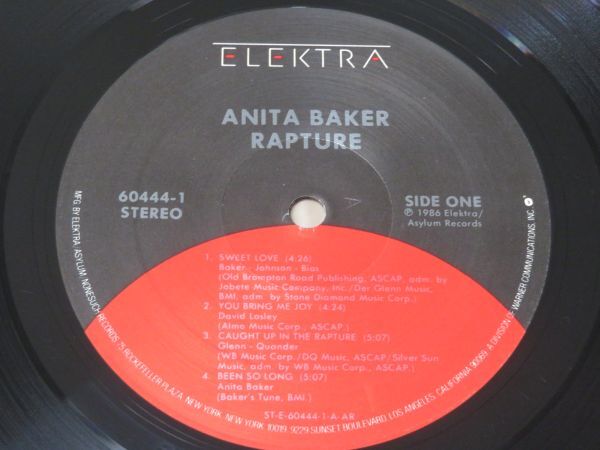 ELEKTRA
ANITA BAKER
RAPTURE
60444-1
STEREO
SIDE ONE
℗ 1986 Elektra/
Asylum Records
1. SWEET LOVE (4:26)
Baker - Johnson - Bias
(Old Brompton Road Publishing, ASCAP, adm. by
Jobete Music Company, Inc./Der Glenn Music,
BMI, adm. by Stone Diamond Music Corp.)
2. YOU BRING ME JOY (4:24)
David Lasley
(Almo Music Corp., ASCAP)
3. CAUGHT UP IN THE RAPTURE (5:07)
Glenn - Quander
(WB Music Corp./DQ Music, ASCAP/Silver Sun
Music, adm. by WB Music Corp., ASCAP.)
4. BEEN SO LONG (5:07)
Anita Baker
(Baker's Tune, BMI.)
ST-E-60444-1-A-AR
MFG. BY ELEKTRA/ASYLUM/NONESUCH RECORDS, 75 ROCKEFELLER PLAZA, NEW YORK, NEW YORK 10019. 9229 SUNSET BOULEVARD, LOS ANGELES, CALIFORNIA 90069. A DIVISION OF WARNER COMMUNICATIONS, INC.